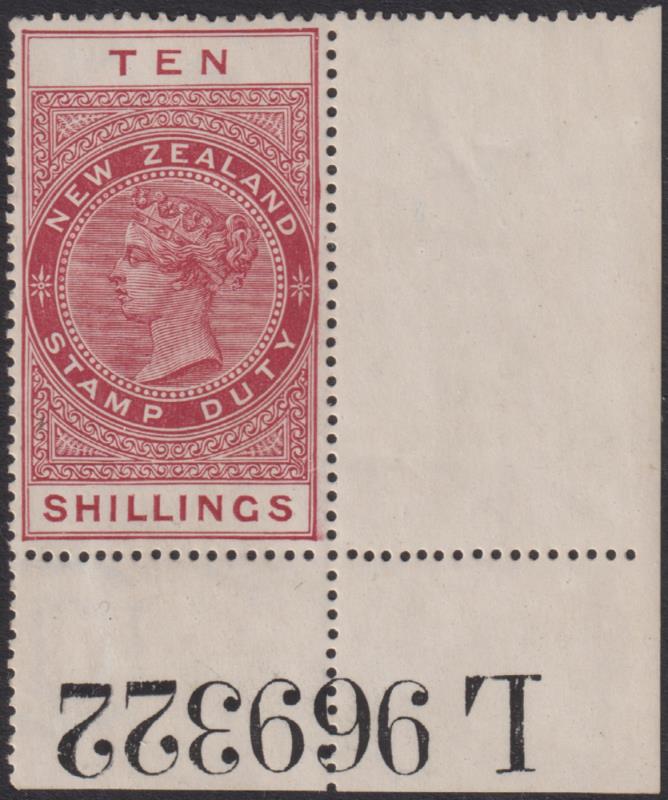 TEN
NEW ZEALAND
STAMP DUTY
SHILLINGS
L 969322